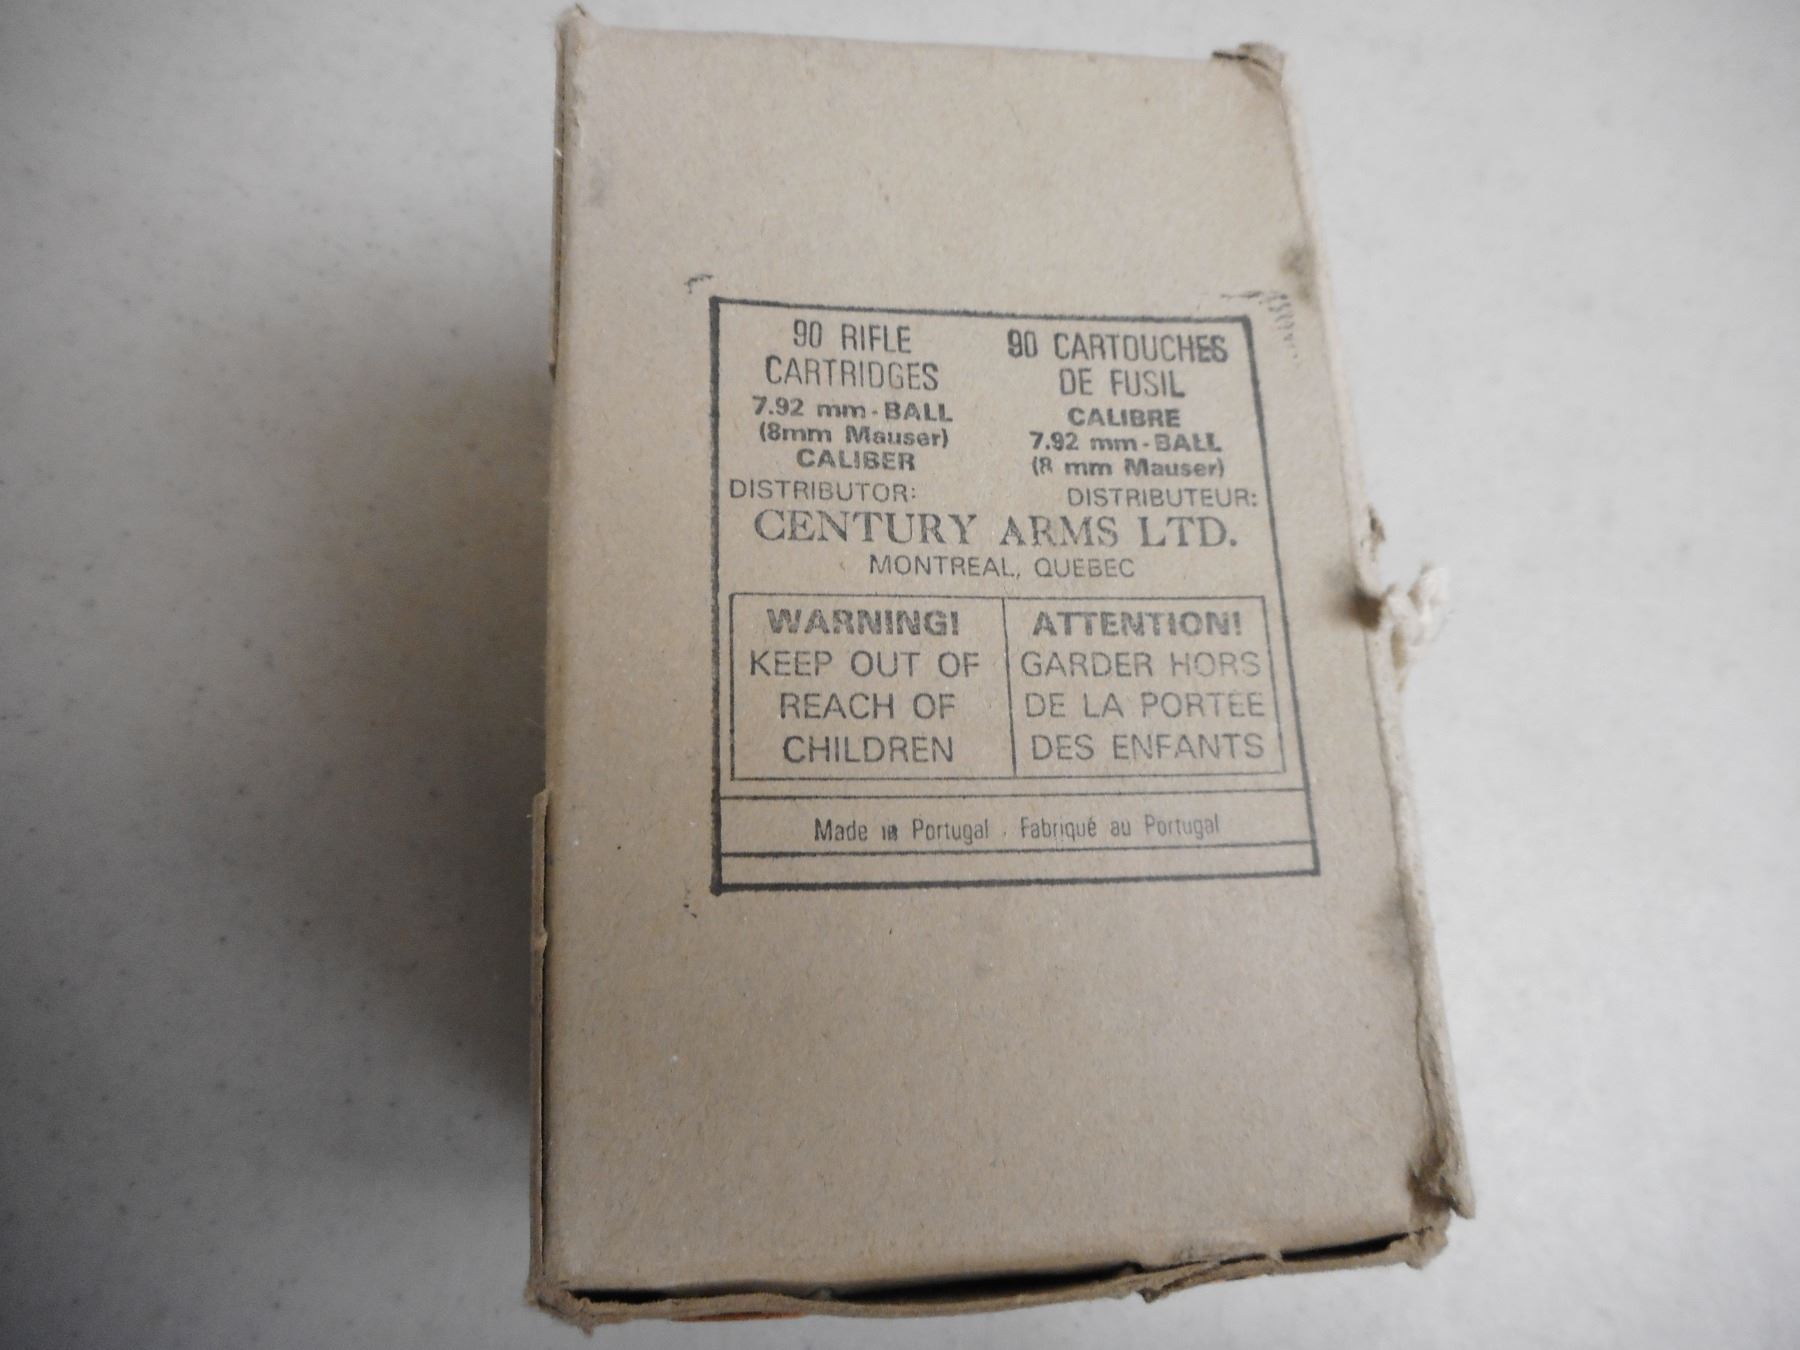 90 RIFLE
CARTRIDGES
7.92 mm-BALL
(8mm Mauser)
CALIBER
90 CARTOUCHES
DE FUSIL
CALIBRE
7.92 mm-BALL
(8 mm Mauser)
DISTRIBUTOR:
DISTRIBUTEUR:
CENTURY ARMS LTD.
MONTREAL, QUEBEC
WARNING!
KEEP OUT OF
REACH OF
CHILDREN
ATTENTION!
GARDER HORS
DE LA PORTÉE
DES ENFANTS
Made in Portugal . Fabriqué au Portugal